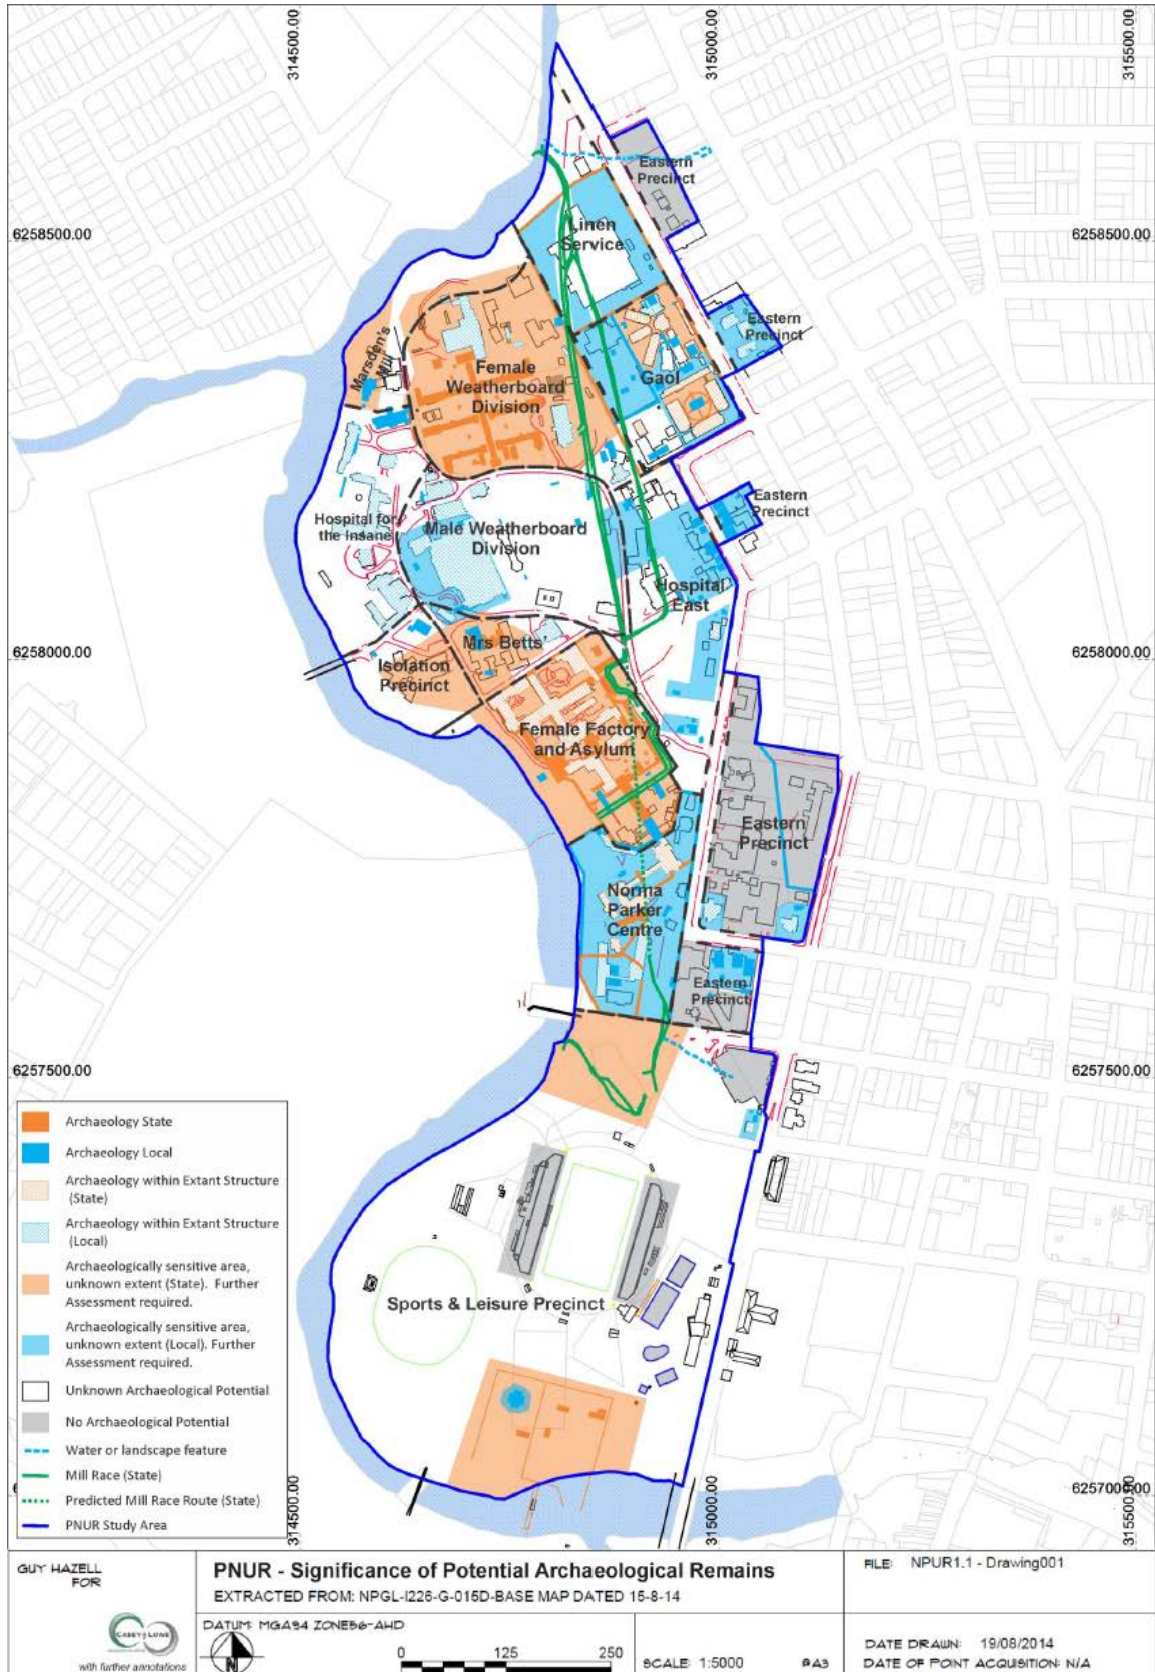 314500.00
315000.00
315500.00
Eastern
Precinct
Linen
Service
6258500.00
6258500.00
Eastern
Precinct
Marsden's
Mill
Female
Weatherboard
Division
Gaol
Eastern
Precinct
Hospital for
the Insane
Male Weatherboard
Division
Hospital
East
Mrs Betts'
6258000.00
6258000.00
Isolation
Precinct
Female Factory
and Asylum
Eastern
Precinct
Norma
Parker
Centre
Eastern
Precinct
6257500.00
6257500.00
Archaeology State
Archaeology Local
Archaeology within Extant Structure
(State)
Archaeology within Extant Structure
(Local)
Archaeologically sensitive area,
unknown extent (State). Further
Assessment required.
Archaeologically sensitive area,
unknown extent (Local). Further
Assessment required.
Unknown Archaeological Potential
No Archaeological Potential
Water or landscape feature
Mill Race (State)
Predicted Mill Race Route (State)
PNUR Study Area
Sports & Leisure Precinct
6257000.00
314500.00
315000.00
315500.00
GUY HAZELL
FOR
CASEY & LOWE
with further annotations
PNUR - Significance of Potential Archaeological Remains
EXTRACTED FROM: NPGL-I226-G-015D-BASE MAP DATED 15-8-14
FILE: NPUR1.1 - Drawing001
DATUM: MGA94 ZONE56-AHD
N
0 125 250
SCALE: 1:5000 @A3
DATE DRAWN: 19/08/2014
DATE OF POINT ACQUISITION: N/A